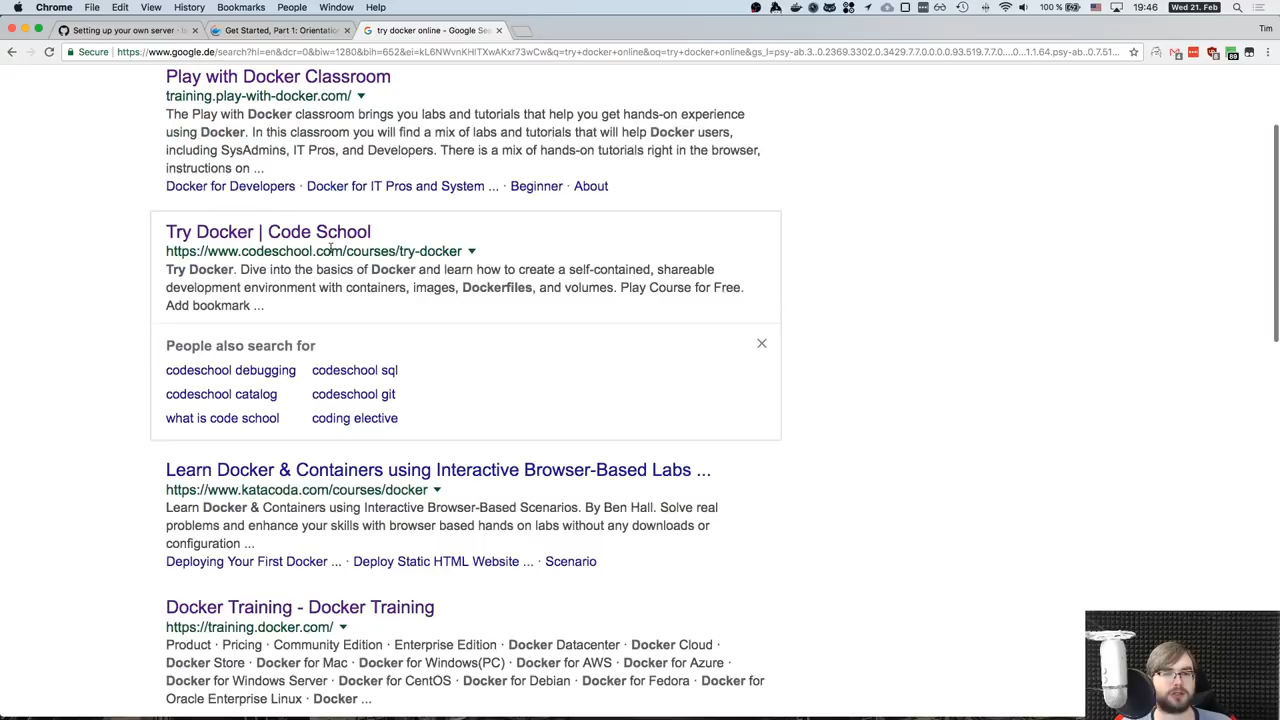 Chrome File Edit View History Bookmarks People Window Help 100 % Wed 21. Feb 19:46
Setting up your own server - b Get Started, Part 1: Orientatio try docker online - Google Sea Tim
Secure https://www.google.de/search?hl=en&dcr=0&biw=1280&bih=652&ei=kL6NWvnKHITXwAKxr73wCw&q=try+docker+online&oq=try+docker+online&gs_l=psy-ab.3..0.2369.3302.0.3429.7.7.0.0.0.0.93.519.7.7.0....0...1.1.64.psy-ab..0.7.51...
Play with Docker Classroom
training.play-with-docker.com/
The Play with Docker classroom brings you labs and tutorials that help you get hands-on experience
using Docker. In this classroom you will find a mix of labs and tutorials that will help Docker users,
including SysAdmins, IT Pros, and Developers. There is a mix of hands-on tutorials right in the browser,
instructions on ...
Docker for Developers · Docker for IT Pros and System ... · Beginner · About
Try Docker | Code School
https://www.codeschool.com/courses/try-docker
Try Docker. Dive into the basics of Docker and learn how to create a self-contained, shareable
development environment with containers, images, Dockerfiles, and volumes. Play Course for Free.
Add bookmark ...
People also search for
codeschool debugging codeschool sql
codeschool catalog codeschool git
what is code school coding elective
Learn Docker & Containers using Interactive Browser-Based Labs ...
https://www.katacoda.com/courses/docker
Learn Docker & Containers using Interactive Browser-Based Scenarios. By Ben Hall. Solve real
problems and enhance your skills with browser based hands on labs without any downloads or
configuration ...
Deploying Your First Docker ... · Deploy Static HTML Website ... · Scenario
Docker Training - Docker Training
https://training.docker.com/
Product · Pricing · Community Edition · Enterprise Edition · Docker Datacenter · Docker Cloud ·
Docker Store · Docker for Mac · Docker for Windows(PC) · Docker for AWS · Docker for Azure ·
Docker for Windows Server · Docker for CentOS · Docker for Debian · Docker for Fedora · Docker for
Oracle Enterprise Linux · Docker ...